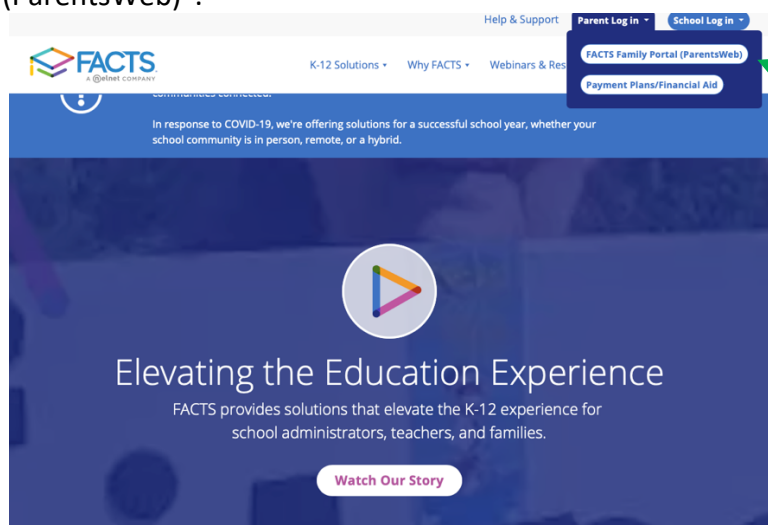 (ParentsWeb)".
Help & Support Parent Log in School Log in
FACTS
A nelnet COMPANY
K-12 Solutions Why FACTS Webinars & Res
FACTS Family Portal (ParentsWeb)
Payment Plans/Financial Aid
communities connected.
In response to COVID-19, we're offering solutions for a successful school year, whether your
school community is in person, remote, or a hybrid.
Elevating the Education Experience
FACTS provides solutions that elevate the K-12 experience for
school administrators, teachers, and families.
Watch Our Story